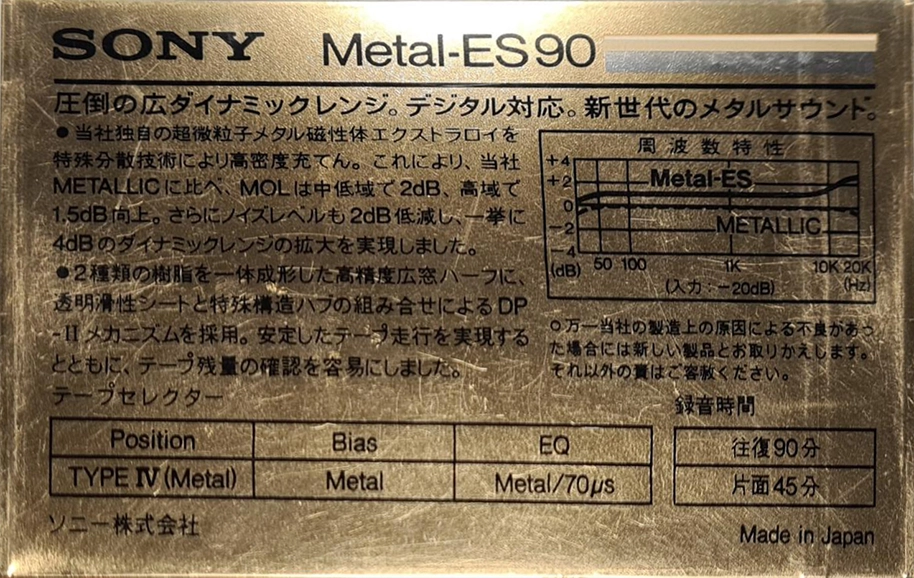 SONY Metal-ES90
圧倒の広ダイナミックレンジ。デジタル対応。新世代のメタルサウンド。
●当社独自の超微粒子メタル磁性体エクストラロイを
特殊分散技術により高密度充てん。これにより、当社
METALLICに比べ、MOLは中低域で2dB、高域で
1.5dB向上。さらにノイズレベルも2dB低減し、一挙に
4dBのダイナミックレンジの拡大を実現しました。
●2種類の樹脂を一体成形した高精度広窓ハーフに、
透明滑性シートと特殊構造ハブの組み合せによるDP
-IIメカニズムを採用。安定したテープ走行を実現する
とともに、テープ残量の確認を容易にしました。
周波数特性
+4
+2
0
-2
-4
Metal-ES
METALLIC
(dB) 50 100 1K 10K 20K
(入力:-20dB) (Hz)
○万一当社の製造上の原因による不良があっ
た場合には新しい製品とお取りかえします。
それ以外の責はご容赦ください。
テープセレクター
Position Bias EQ
TYPE IV (Metal) Metal Metal/70μs
録音時間
往復90分
片面45分
ソニー株式会社
Made in Japan